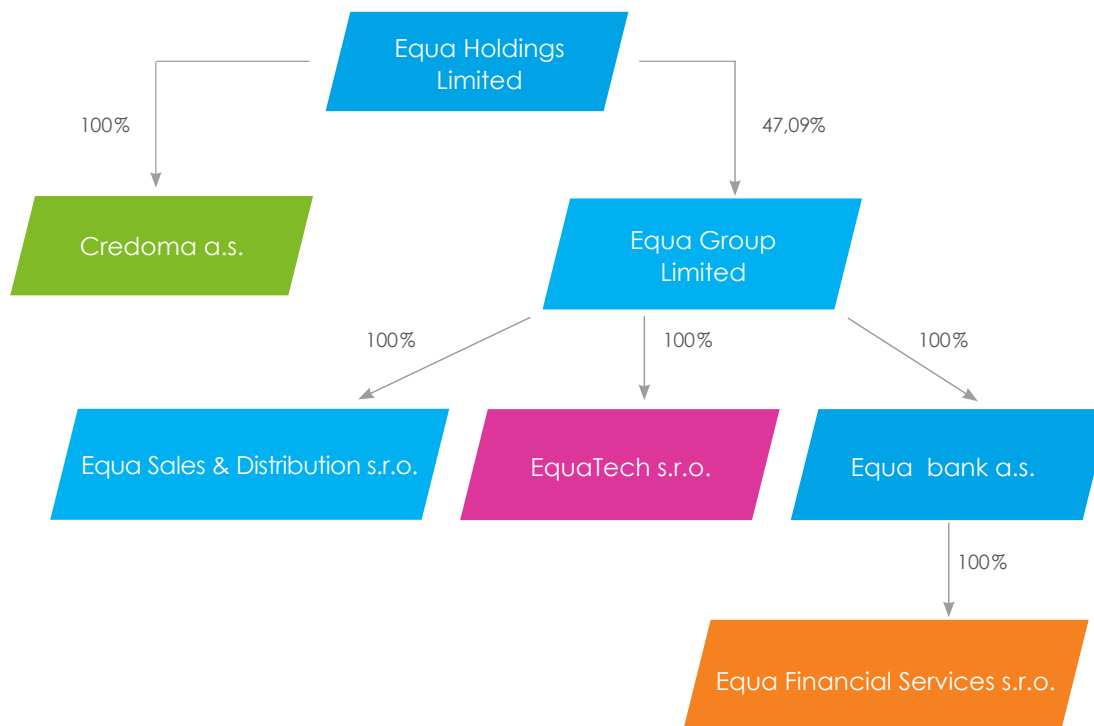 Equa Holdings
Limited
100%
47,09%
Credoma a.s.
Equa Group
Limited
100%
100%
100%
Equa Sales & Distribution s.r.o.
EquaTech s.r.o.
Equa bank a.s.
100%
Equa Financial Services s.r.o.